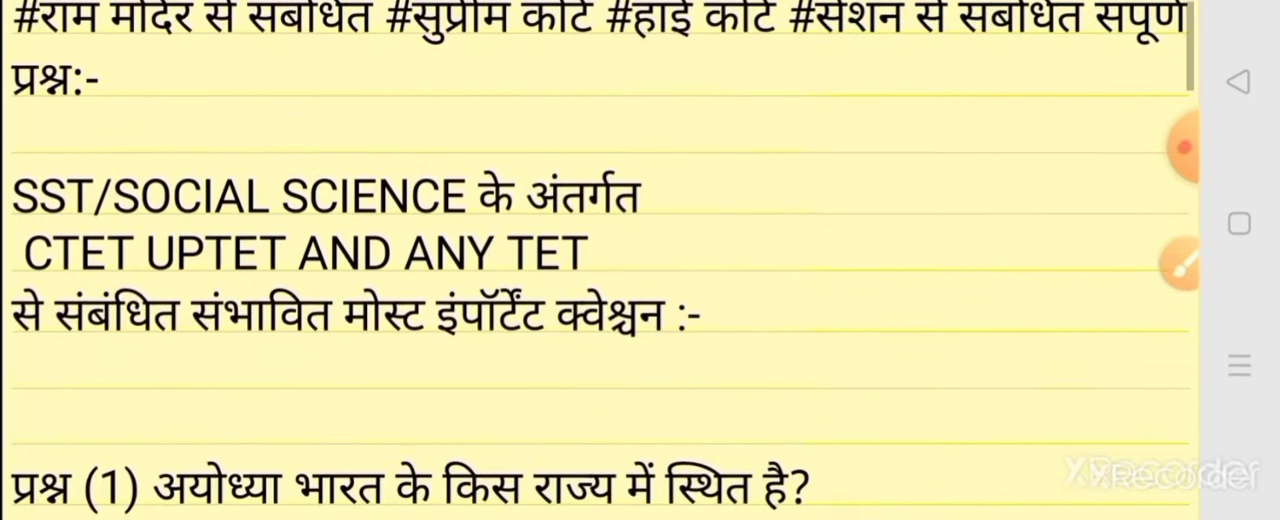 #राम मंदिर से संबंधित #सुप्रीम कोर्ट #हाई कोर्ट #सेशन से संबंधित संपूर्ण
प्रश्न:-
SST/SOCIAL SCIENCE के अंतर्गत
CTET UPTET AND ANY TET
से संबंधित संभावित मोस्ट इंपॉर्टेंट क्वेश्चन :-
प्रश्न (1) अयोध्या भारत के किस राज्य में स्थित है?
XRecorder